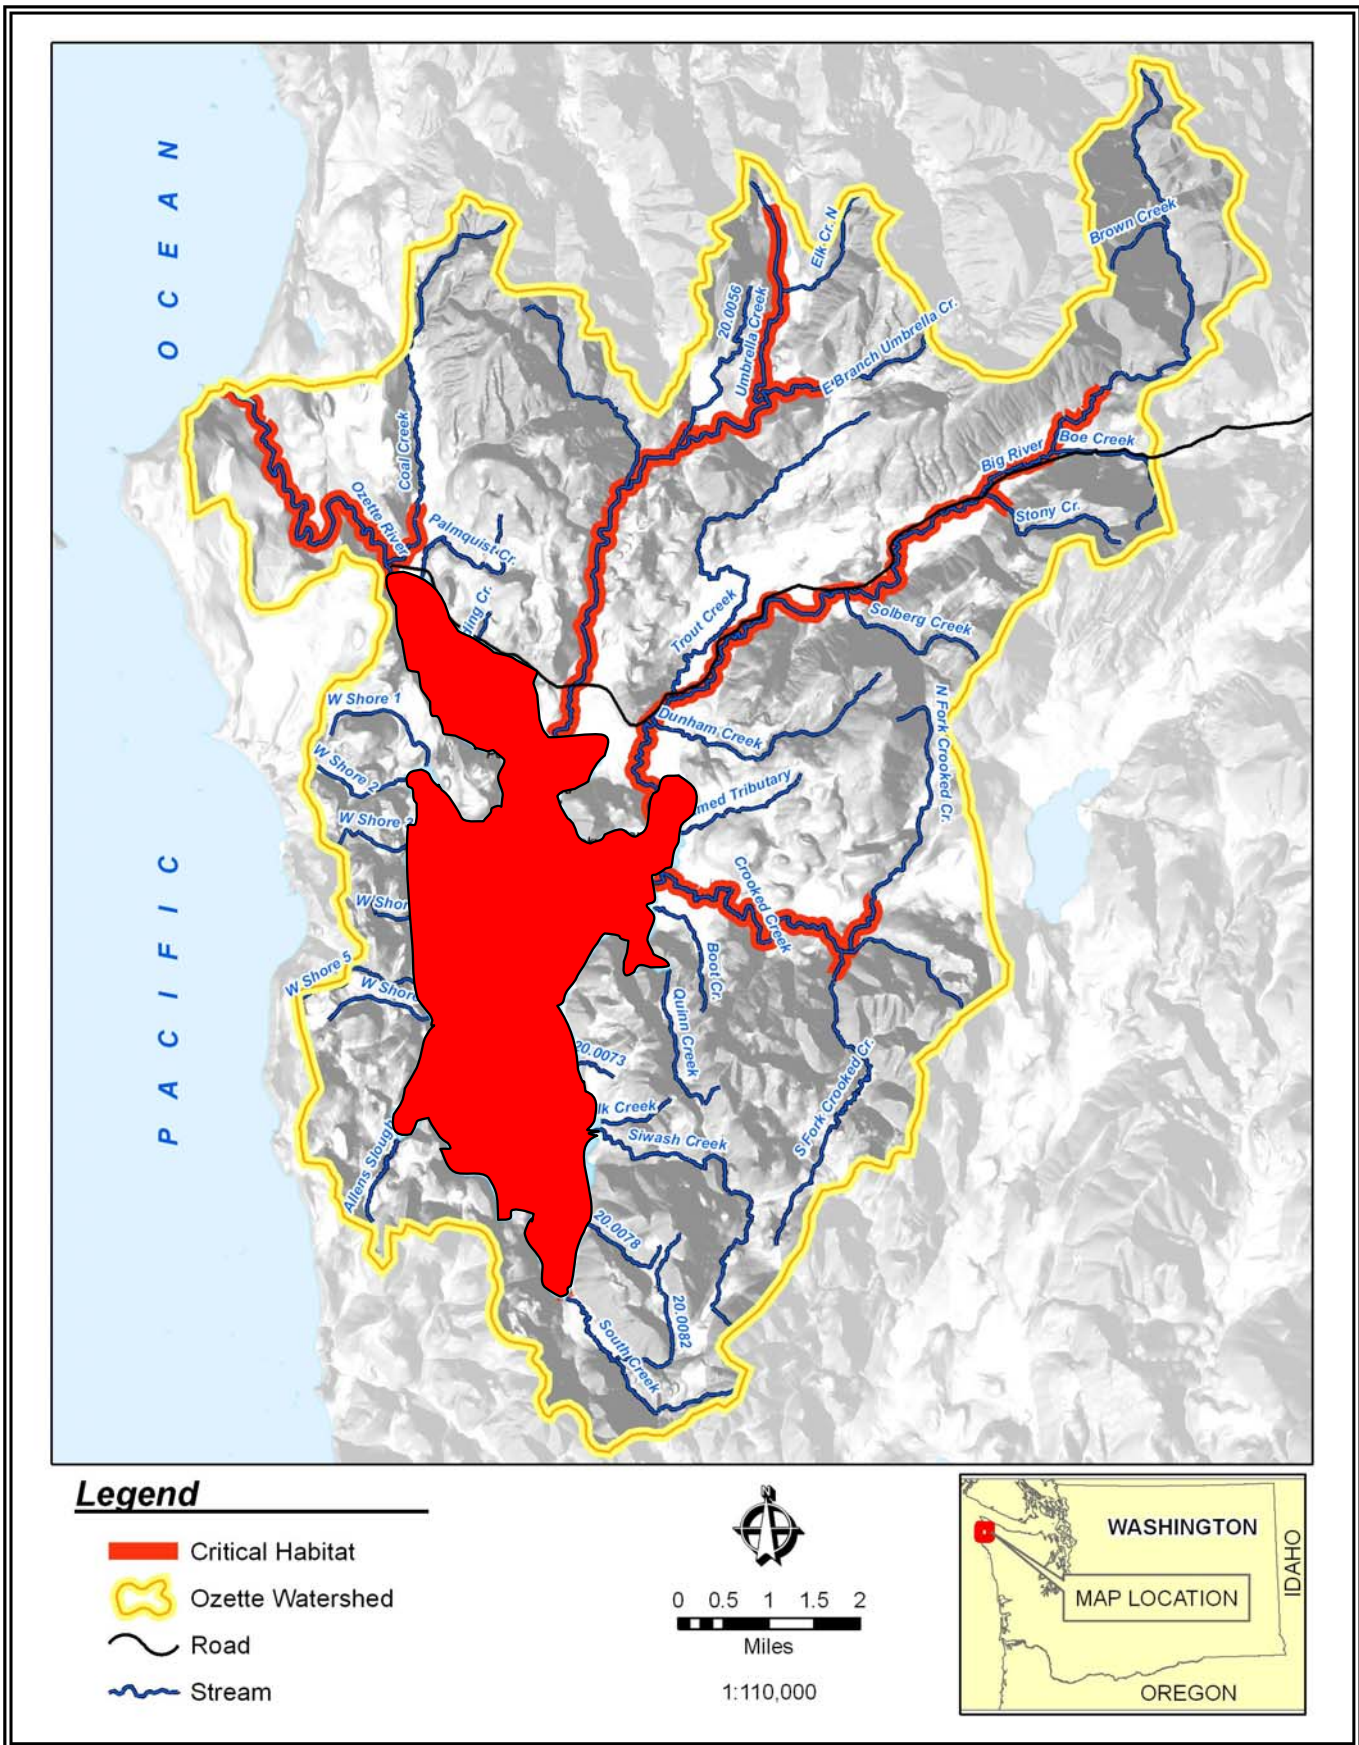 PACIFIC OCEAN
Brown Creek
Elk Cr. N
20.0056
Umbrella Creek
E Branch Umbrella Cr.
Coal Creek
Ozette River
Palmquist Cr.
Big River
Boe Creek
Stony Cr.
Trout Creek
Solberg Creek
N Fork Crooked Cr.
Dunham Creek
W Shore 1
W Shore 2
W Shore
Tributary
W
Crooked Creek
W Shore 5
W
Boot Cr.
Quinn Creek
20.0073
Creek
Siwash Creek
S Fork Crooked Cr.
Allens Slough
20.0078
20.0082
South Creek
Legend
Critical Habitat
Ozette Watershed
Road
Stream
N
0 0.5 1 1.5 2
Miles
1:110,000
WASHINGTON
IDAHO
MAP LOCATION
OREGON